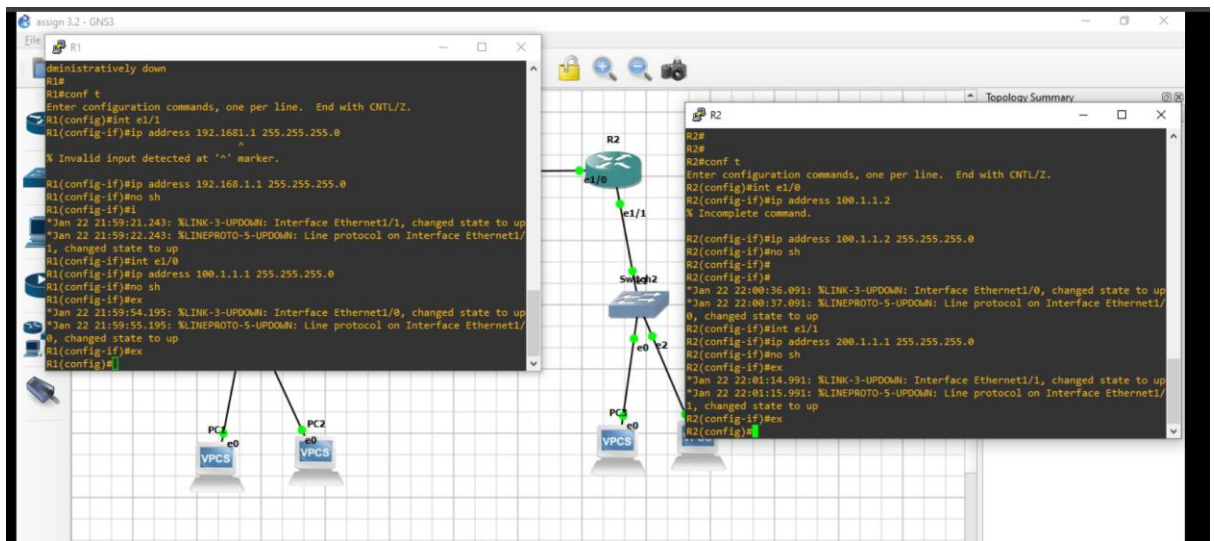 assign 3.2 - GNS3
File
R1
dministratively down
R1#
R1#conf t
Enter configuration commands, one per line. End with CNTL/Z.
R1(config)#int e1/1
R1(config-if)#ip address 192.1681.1 255.255.255.0
^
% Invalid input detected at '^' marker.
R1(config-if)#ip address 192.168.1.1 255.255.255.0
R1(config-if)#no sh
R1(config-if)#i
*Jan 22 21:59:21.243: %LINK-3-UPDOWN: Interface Ethernet1/1, changed state to up
*Jan 22 21:59:22.243: %LINEPROTO-5-UPDOWN: Line protocol on Interface Ethernet1/
1, changed state to up
R1(config-if)#int e1/0
R1(config-if)#ip address 100.1.1.1 255.255.255.0
R1(config-if)#no sh
R1(config-if)#ex
*Jan 22 21:59:54.195: %LINK-3-UPDOWN: Interface Ethernet1/0, changed state to up
*Jan 22 21:59:55.195: %LINEPROTO-5-UPDOWN: Line protocol on Interface Ethernet1/
0, changed state to up
R1(config-if)#ex
R1(config)#
Topology Summary
R2
R2#
R2#
R2#conf t
Enter configuration commands, one per line. End with CNTL/Z.
R2(config)#int e1/0
R2(config-if)#ip address 100.1.1.2
% Incomplete command.
R2(config-if)#ip address 100.1.1.2 255.255.255.0
R2(config-if)#no sh
R2(config-if)#
R2(config-if)#
*Jan 22 22:00:36.091: %LINK-3-UPDOWN: Interface Ethernet1/0, changed state to up
*Jan 22 22:00:37.091: %LINEPROTO-5-UPDOWN: Line protocol on Interface Ethernet1/
0, changed state to up
R2(config-if)#int e1/1
R2(config-if)#ip address 200.1.1.1 255.255.255.0
R2(config-if)#no sh
R2(config-if)#ex
*Jan 22 22:01:14.991: %LINK-3-UPDOWN: Interface Ethernet1/1, changed state to up
*Jan 22 22:01:15.991: %LINEPROTO-5-UPDOWN: Line protocol on Interface Ethernet1/
1, changed state to up
R2(config-if)#ex
R2(config)#
R2
e1/0
e1/1
Switch2
e0 e2
PC1
e0
VPCS
PC2
e0
VPCS
PC3
e0
VPCS